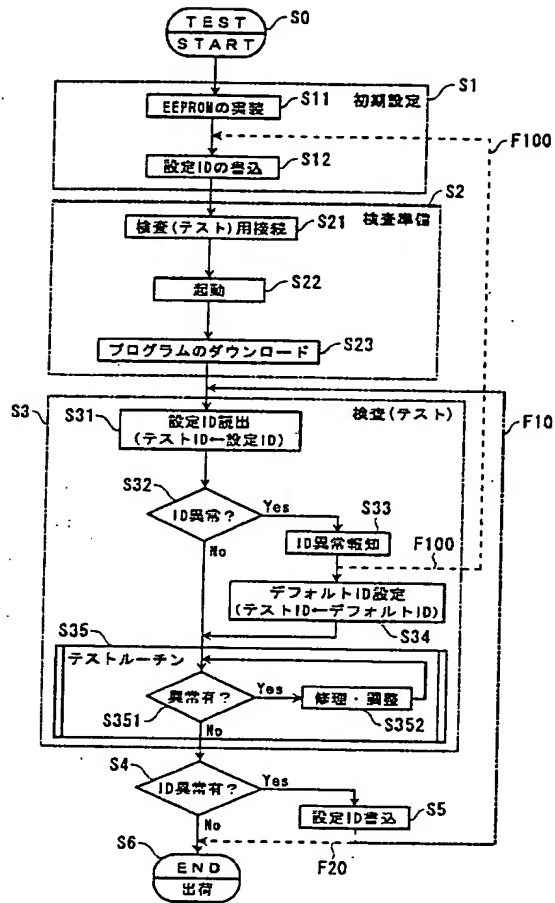 TEST
START
S0
S1
初期設定
EEPROMの実装
S11
F100
設定IDの書込
S12
S2
検査準備
検査(テスト)用接続
S21
起動
S22
プログラムのダウンロード
S23
S3
検査(テスト)
F10
S31
設定ID読出
(テストID←設定ID)
S32
ID異常?
Yes
No
S33
ID異常報知
F100
デフォルトID設定
(テストID←デフォルトID)
S34
S35
テストルーチン
異常有?
Yes
修理・調整
S351
No
S352
S4
ID異常有?
Yes
No
設定ID書込
S5
F20
S6
END
出荷